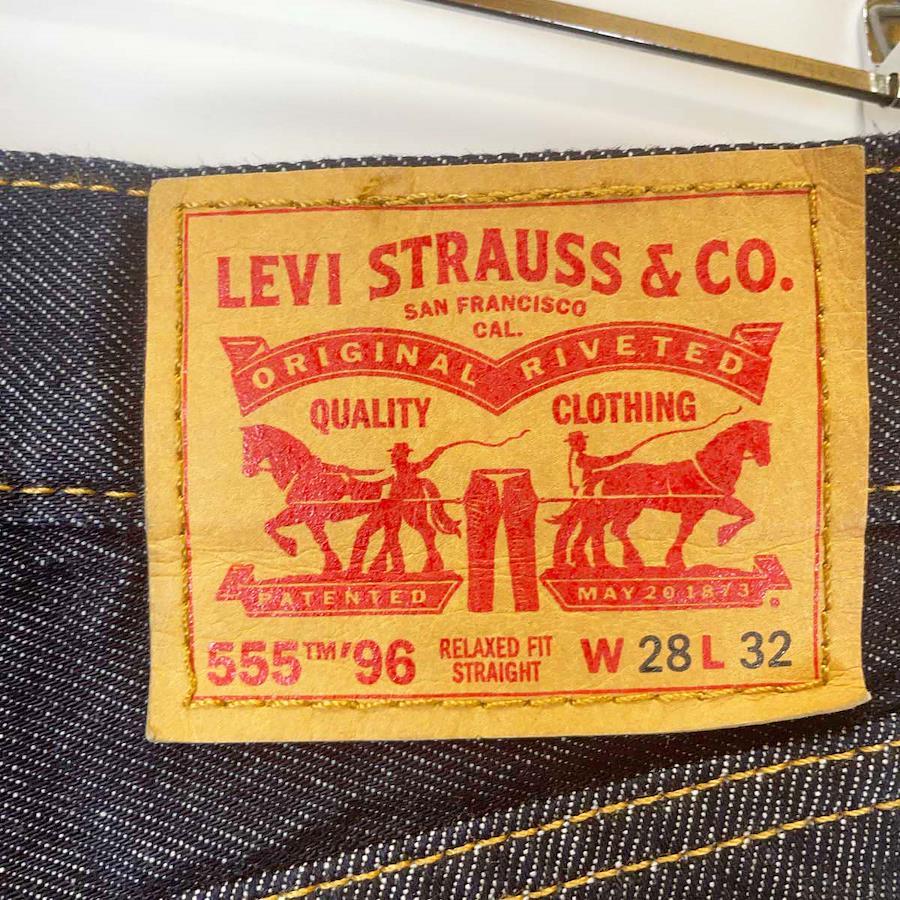 LEVI STRAUSS & CO.
SAN FRANCISCO
CAL.
ORIGINAL RIVETED
QUALITY CLOTHING
PATENTED MAY 20 1873
555™'96 RELAXED FIT STRAIGHT W 28 L 32